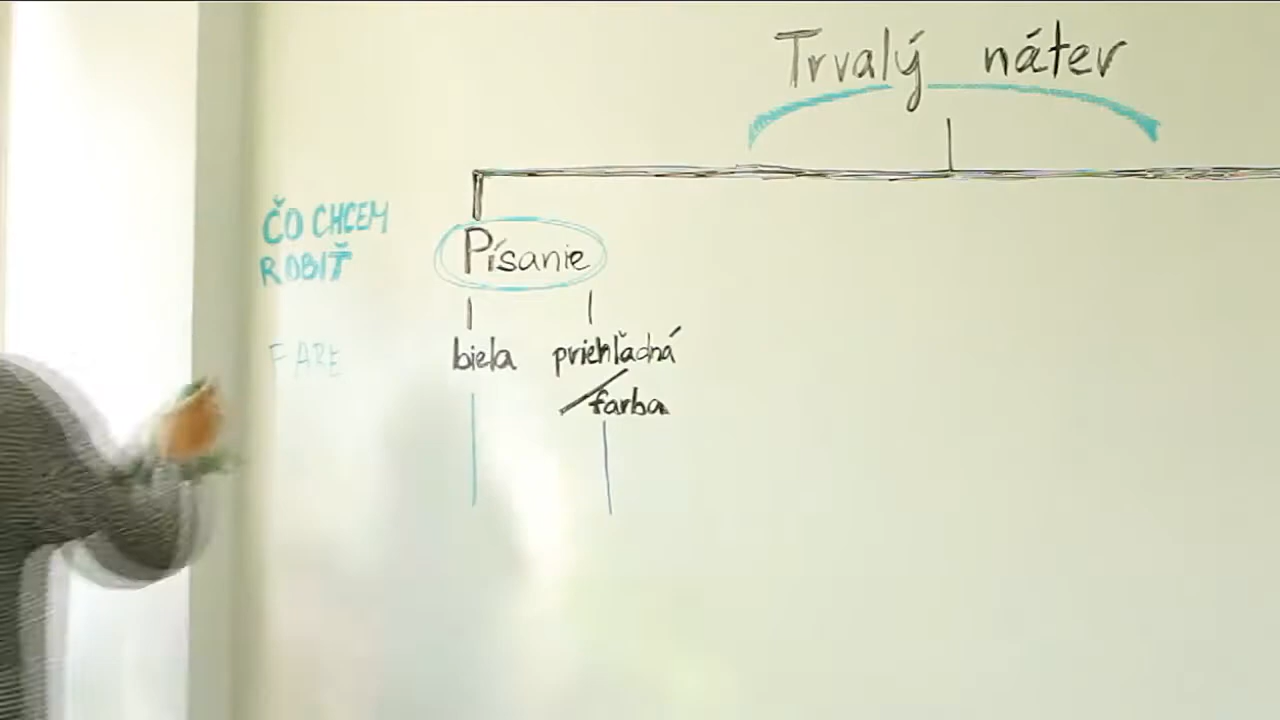 Trvalý náter
ČO CHCEM
ROBIŤ
Písanie
biela
priehľadná
/farba